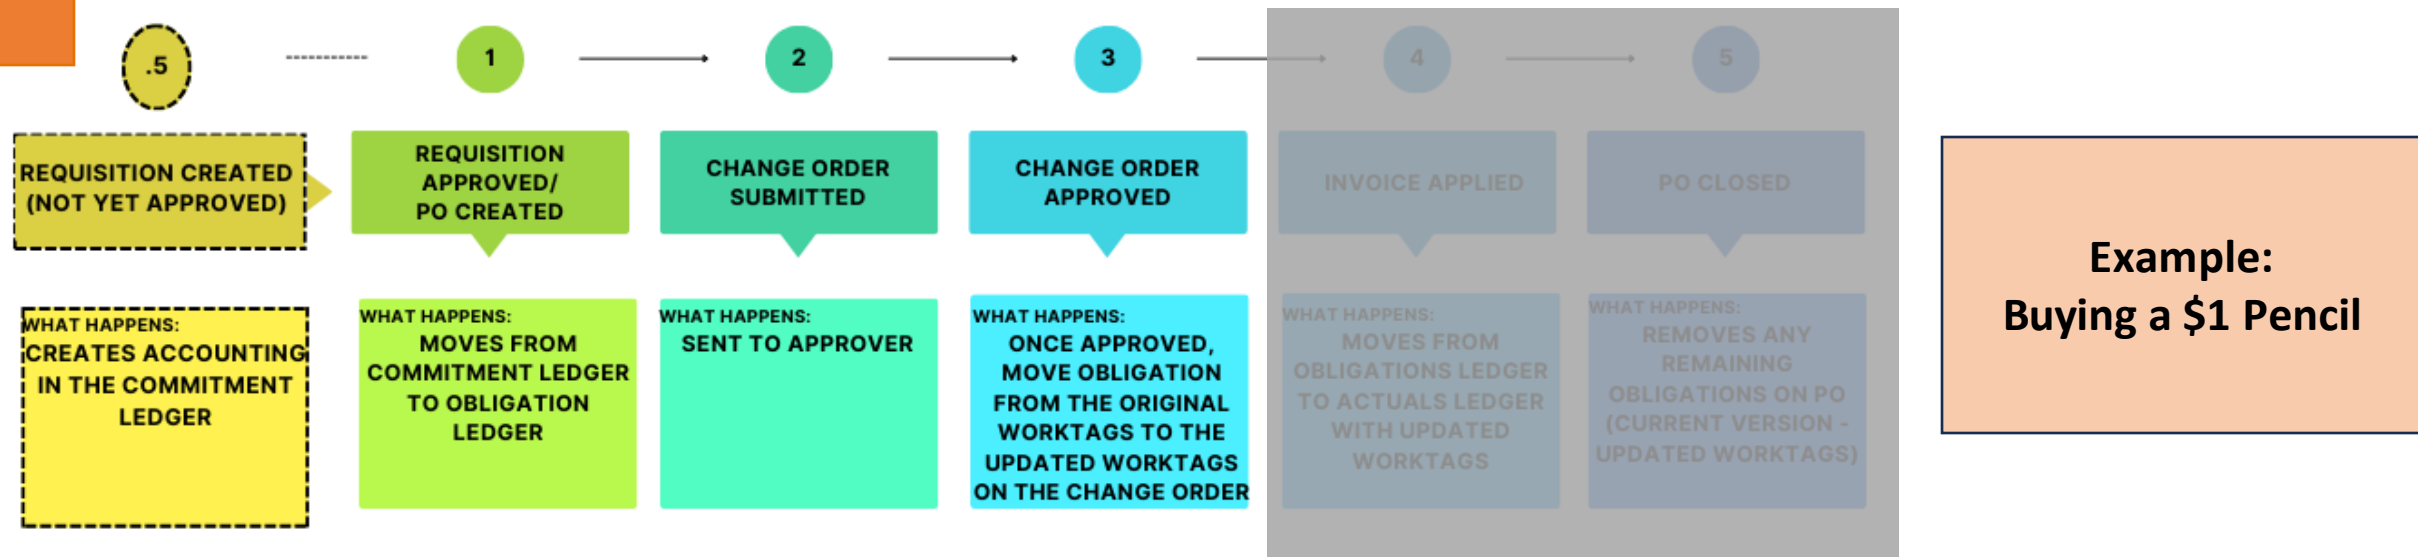 .5
1
2
3
4
5
REQUISITION CREATED
(NOT YET APPROVED)
REQUISITION
APPROVED/
PO CREATED
CHANGE ORDER
SUBMITTED
CHANGE ORDER
APPROVED
INVOICE APPLIED
PO CLOSED
WHAT HAPPENS:
CREATES ACCOUNTING
IN THE COMMITMENT
LEDGER
WHAT HAPPENS:
MOVES FROM
COMMITMENT LEDGER
TO OBLIGATION
LEDGER
WHAT HAPPENS:
SENT TO APPROVER
WHAT HAPPENS:
ONCE APPROVED,
MOVE OBLIGATION
FROM THE ORIGINAL
WORKTAGS TO THE
UPDATED WORKTAGS
ON THE CHANGE ORDER
WHAT HAPPENS:
MOVES FROM
OBLIGATIONS LEDGER
TO ACTUALS LEDGER
WITH UPDATED
WORKTAGS
WHAT HAPPENS:
REMOVES ANY
REMAINING
OBLIGATIONS ON PO
(CURRENT VERSION -
UPDATED WORKTAGS)
Example:
Buying a $1 Pencil